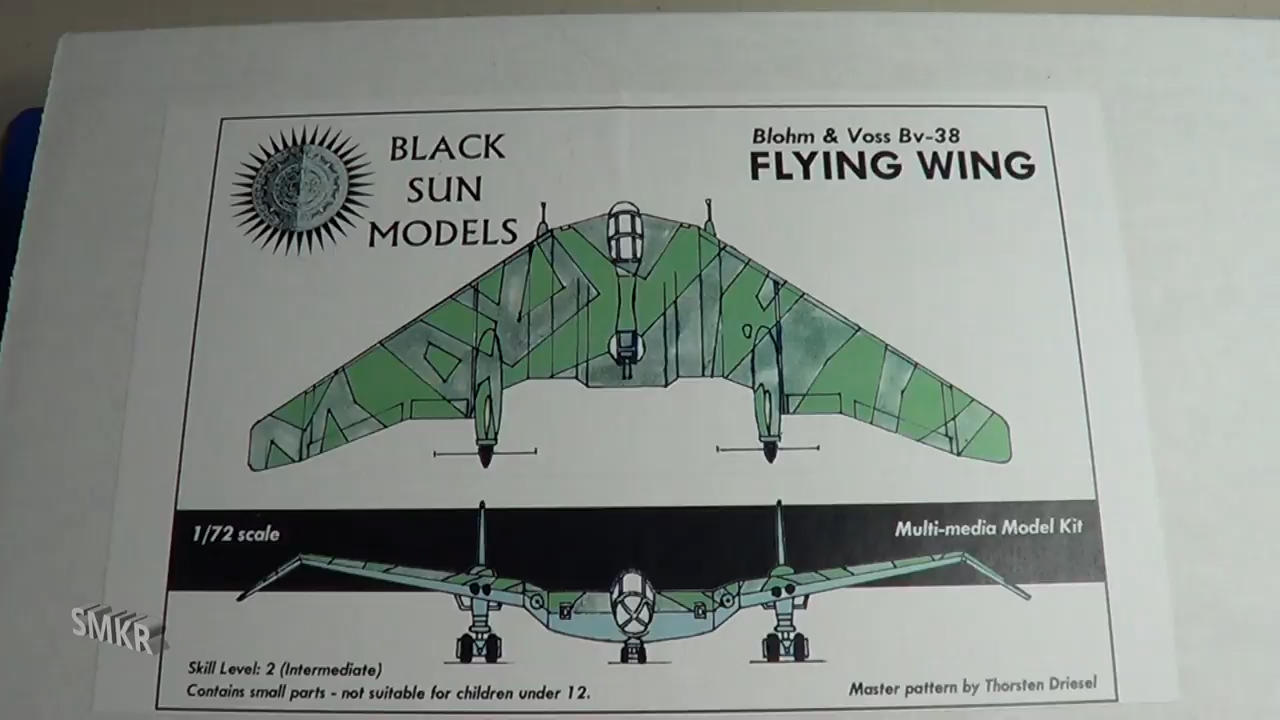 BLACK
SUN
MODELS
Blohm & Voss Bv-38
FLYING WING
1/72 scale
Multi-media Model Kit
SMKR
Skill Level: 2 (Intermediate)
Contains small parts - not suitable for children under 12.
Master pattern by Thorsten Driesel